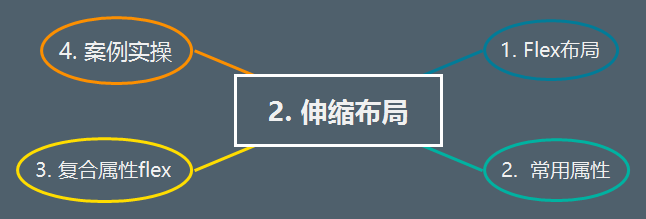 2. 伸缩布局
1. Flex布局
2. 常用属性
3. 复合属性flex
4. 案例实操